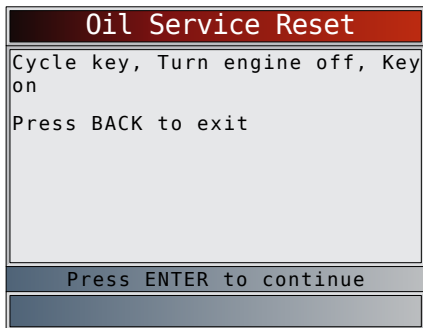 Oil Service Reset
Cycle key, Turn engine off, Key
on
Press BACK to exit
Press ENTER to continue